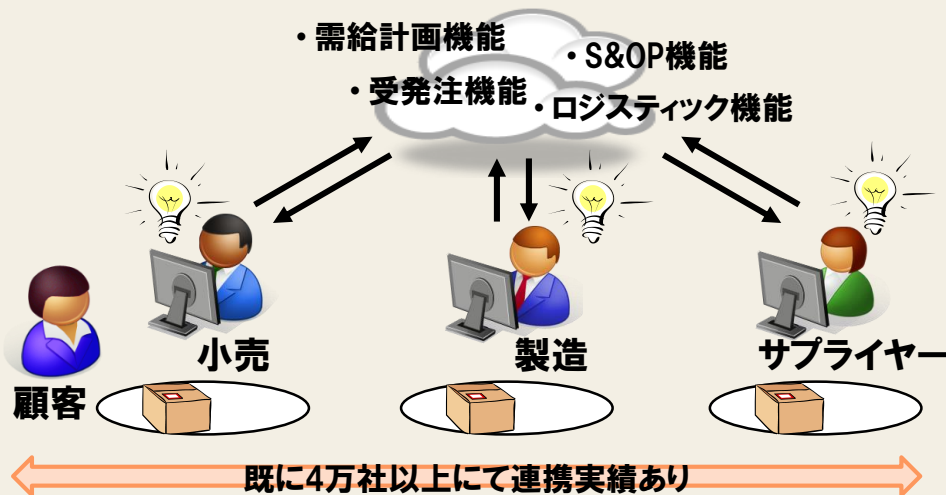 ・需給計画機能
・S&OP機能
・受発注機能
・ロジスティック機能
小売
製造
サプライヤー
顧客
既に4万社以上にて連携実績あり